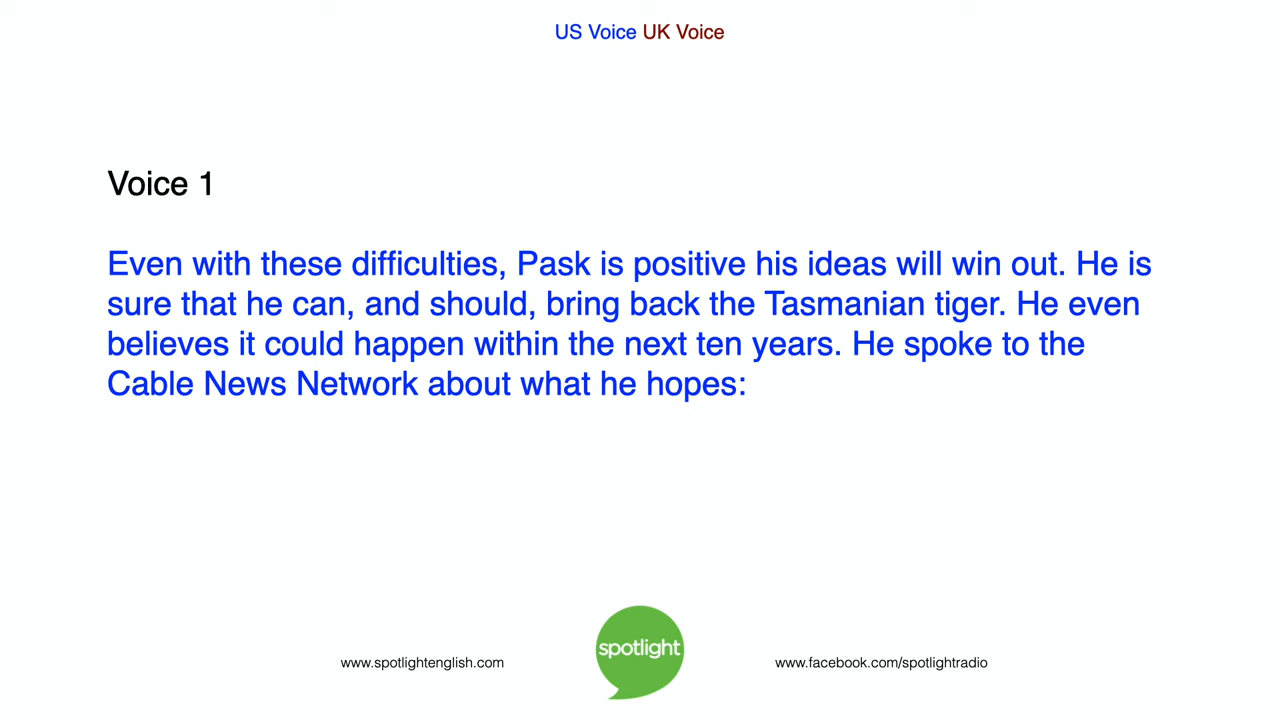 US Voice UK Voice
Voice 1
Even with these difficulties, Pask is positive his ideas will win out. He is
sure that he can, and should, bring back the Tasmanian tiger. He even
believes it could happen within the next ten years. He spoke to the
Cable News Network about what he hopes:
www.spotlightenglish.com
spotlight
www.facebook.com/spotlightradio